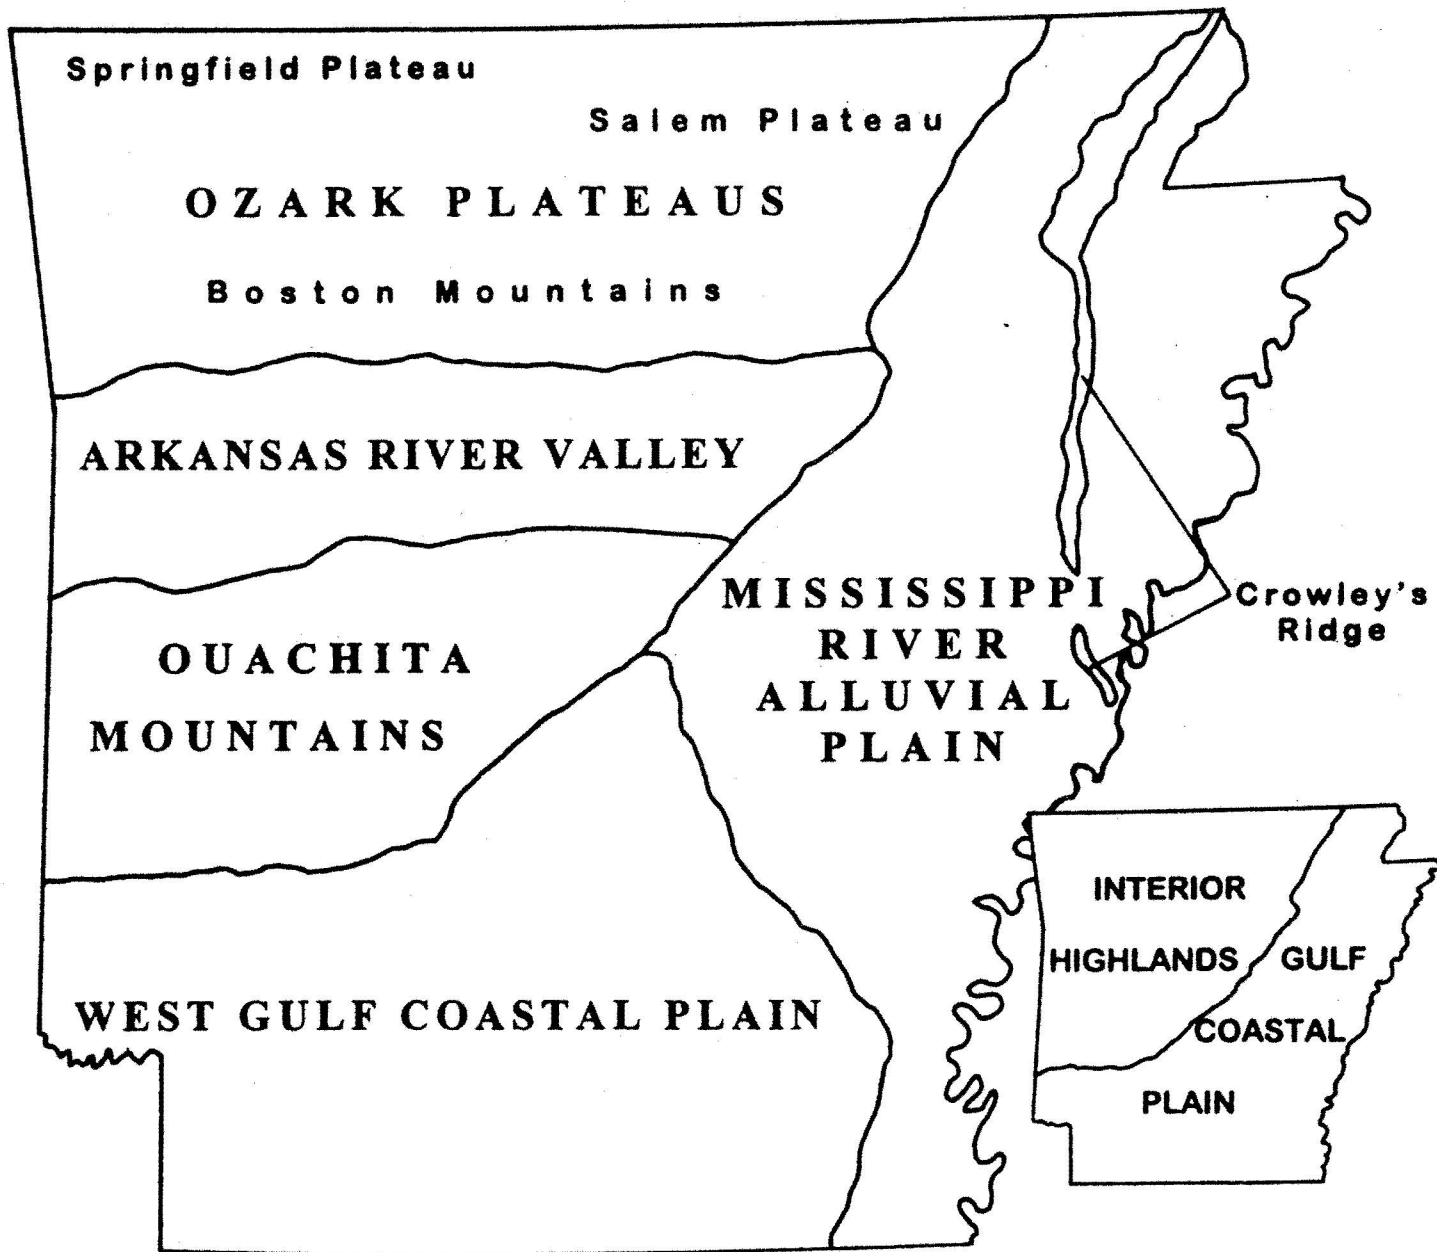 Springfield Plateau
Salem Plateau
OZARK PLATEAUS
Boston Mountains
ARKANSAS RIVER VALLEY
OUACHITA
MOUNTAINS
MISSISSIPPI
RIVER
ALLUVIAL
PLAIN
Crowley's
Ridge
WEST GULF COASTAL PLAIN
INTERIOR
HIGHLANDS GULF
COASTAL
PLAIN